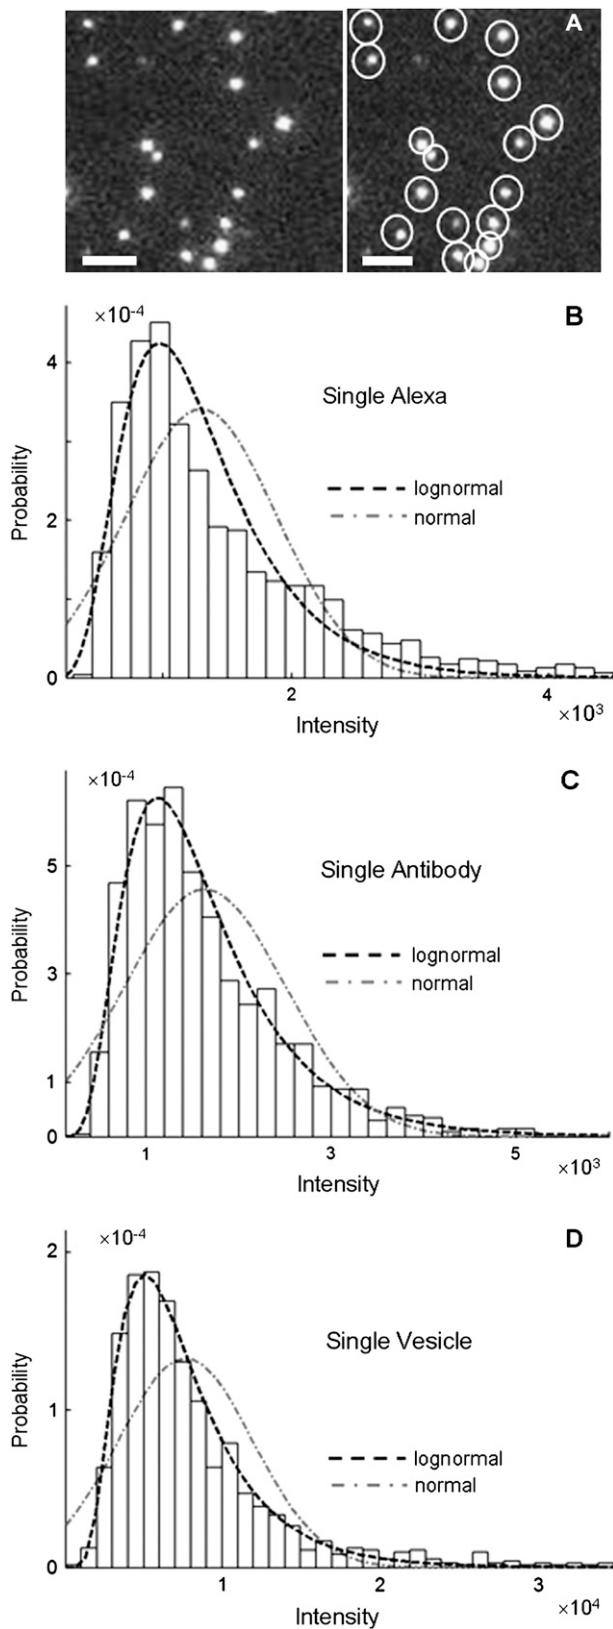 A
×10-4
B
4
Single Alexa
lognormal
normal
2
Probability
0
2
4
×10³
Intensity
×10-4
C
5
Single Antibody
lognormal
normal
3
Probability
1
0
1
3
5
×10³
Intensity
×10-4
D
2
Single Vesicle
1
Probability
lognormal
normal
0
1
2
3
×10⁴
Intensity